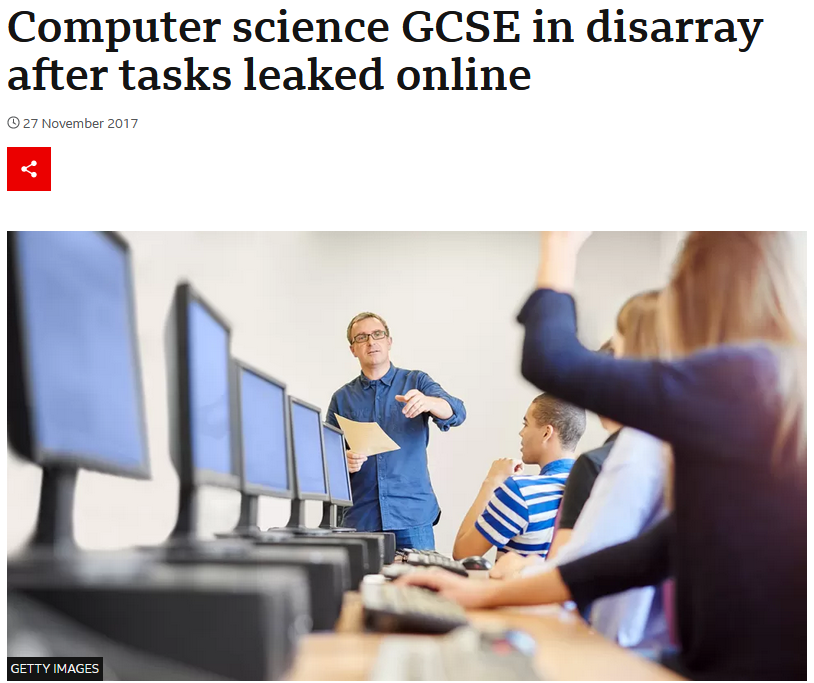 Computer science GCSE in disarray
after tasks leaked online
27 November 2017
GETTY IMAGES